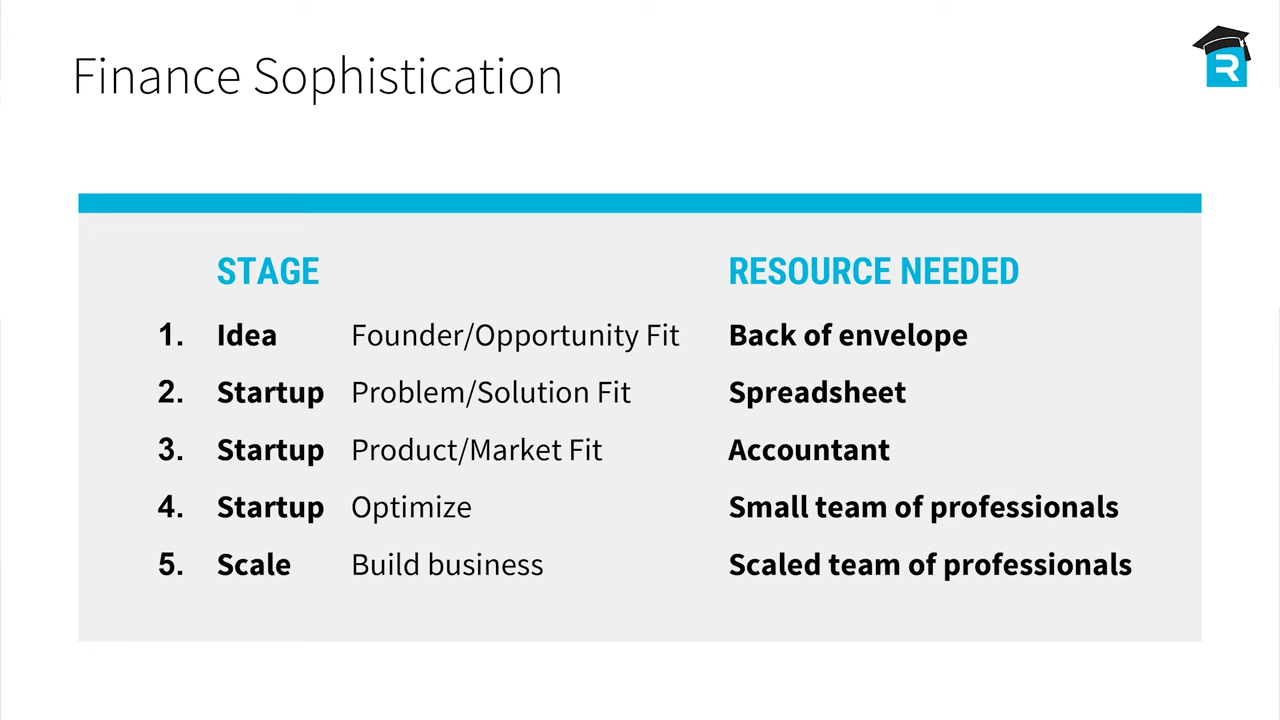 Finance Sophistication
R
STAGE RESOURCE NEEDED
1. Idea Founder/Opportunity Fit Back of envelope
2. Startup Problem/Solution Fit Spreadsheet
3. Startup Product/Market Fit Accountant
4. Startup Optimize Small team of professionals
5. Scale Build business Scaled team of professionals